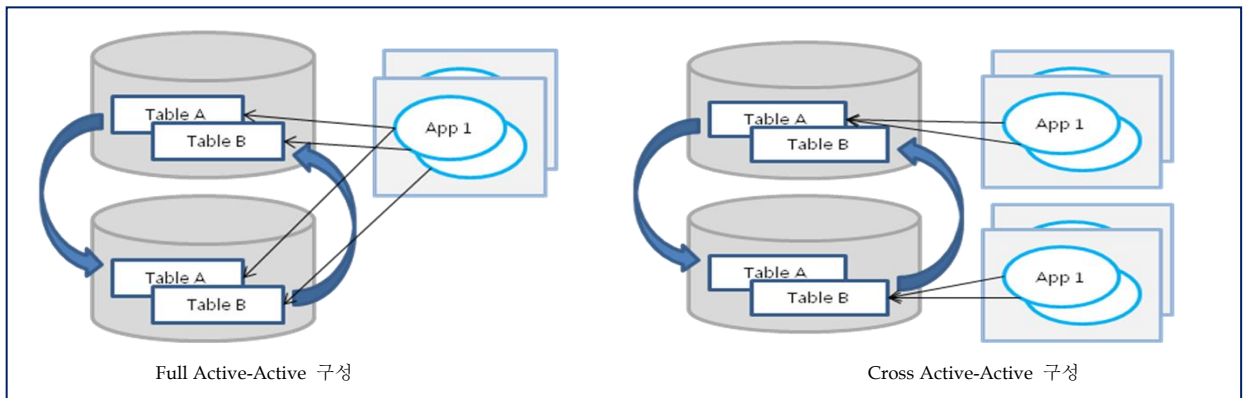 Table A
Table B
App 1
Table A
Table B
Full Active-Active 구성
Table A
Table B
App 1
Table A
Table B
App 1
Cross Active-Active 구성